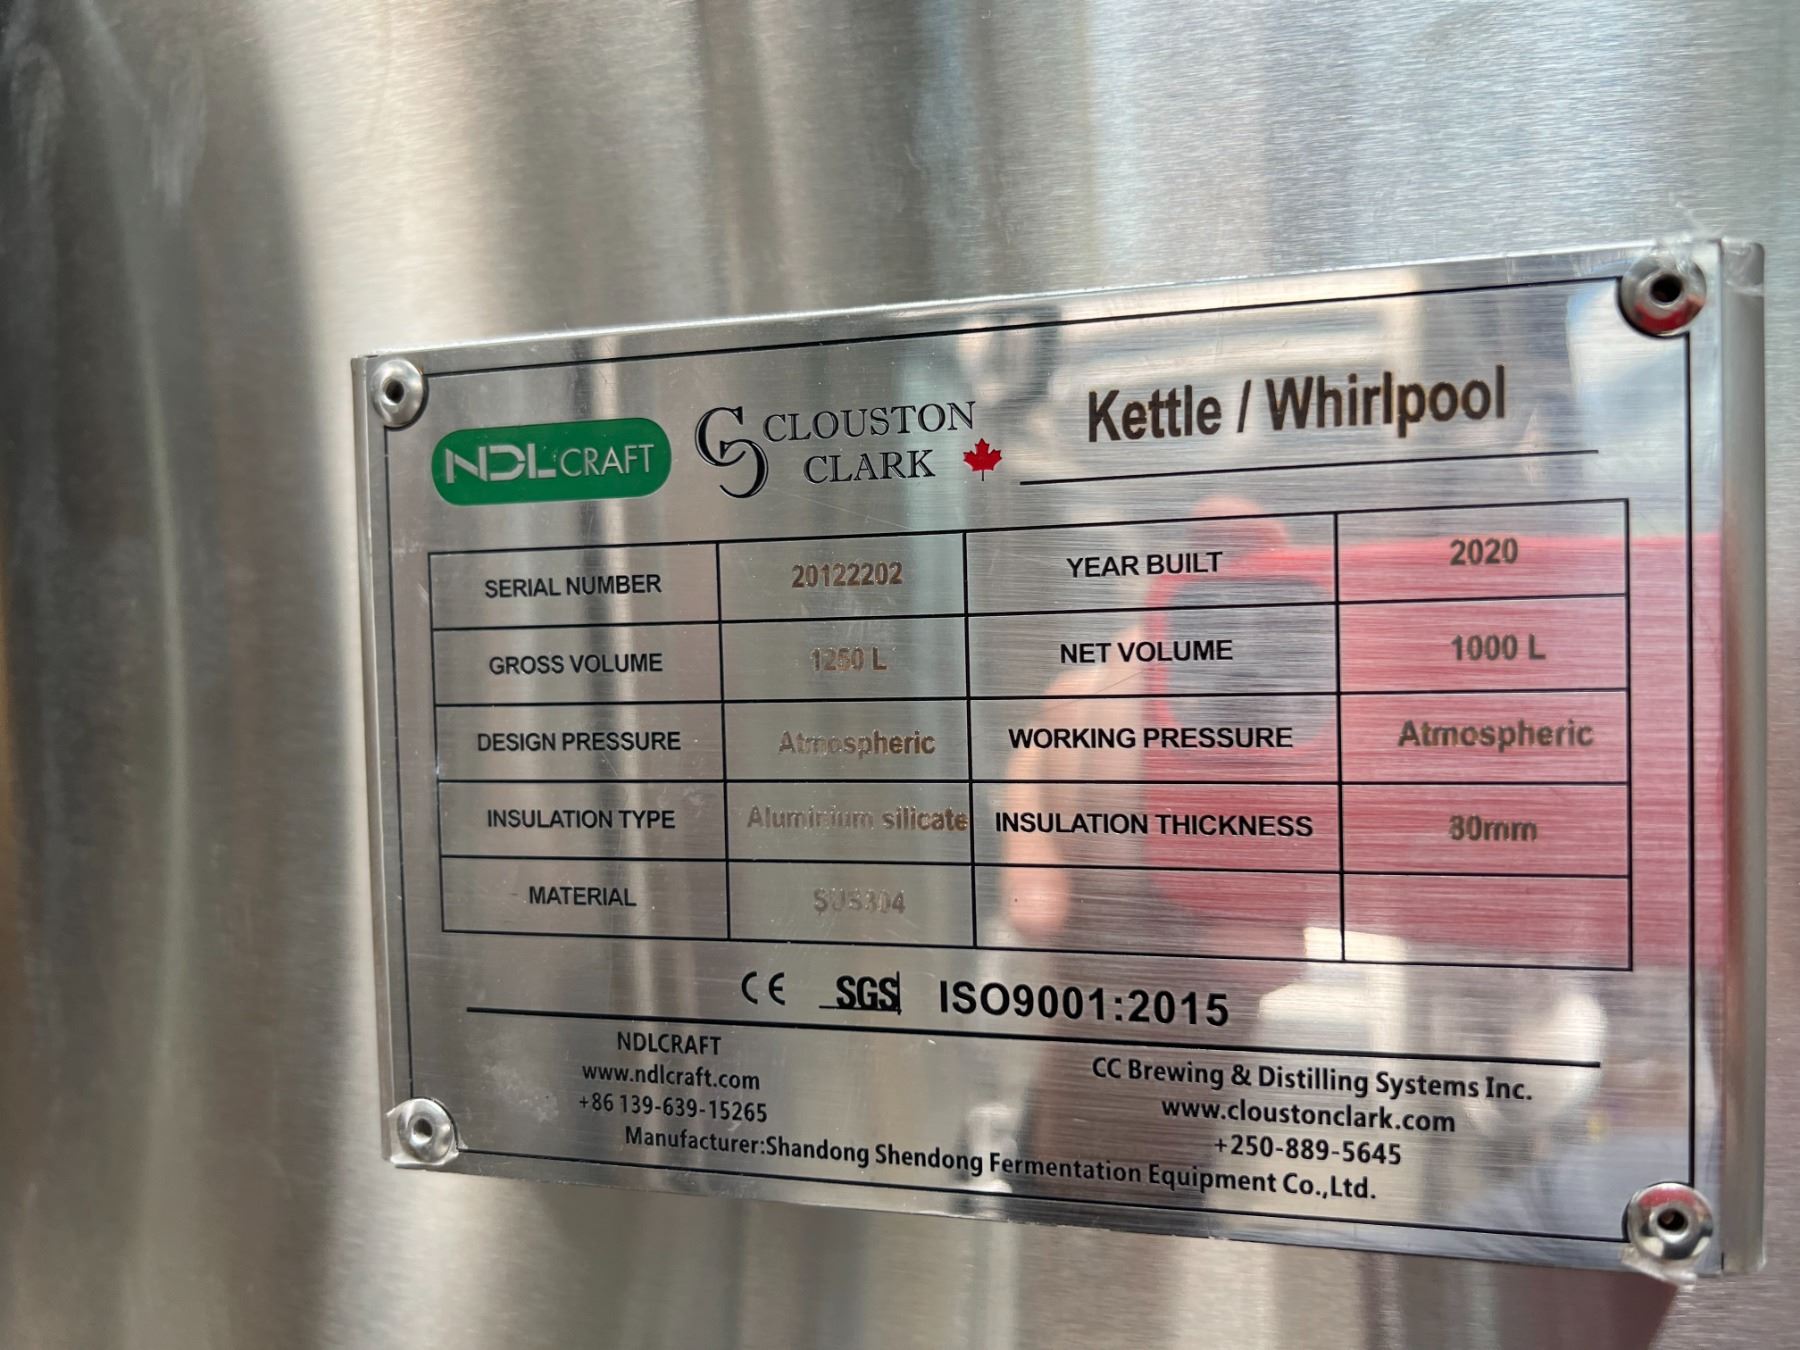 NDLCRAFT
CLOUSTON
CLARK
Kettle / Whirlpool
SERIAL NUMBER 20122202 YEAR BUILT 2020
GROSS VOLUME 1250 L NET VOLUME 1000 L
DESIGN PRESSURE Atmospheric WORKING PRESSURE Atmospheric
INSULATION TYPE Aluminium silicate INSULATION THICKNESS 80mm
MATERIAL SUS304
CE SGS ISO9001:2015
NDLCRAFT
www.ndlcraft.com
+86 139-639-15265
CC Brewing & Distilling Systems Inc.
www.cloustonclark.com
+250-889-5645
Manufacturer:Shandong Shendong Fermentation Equipment Co.,Ltd.